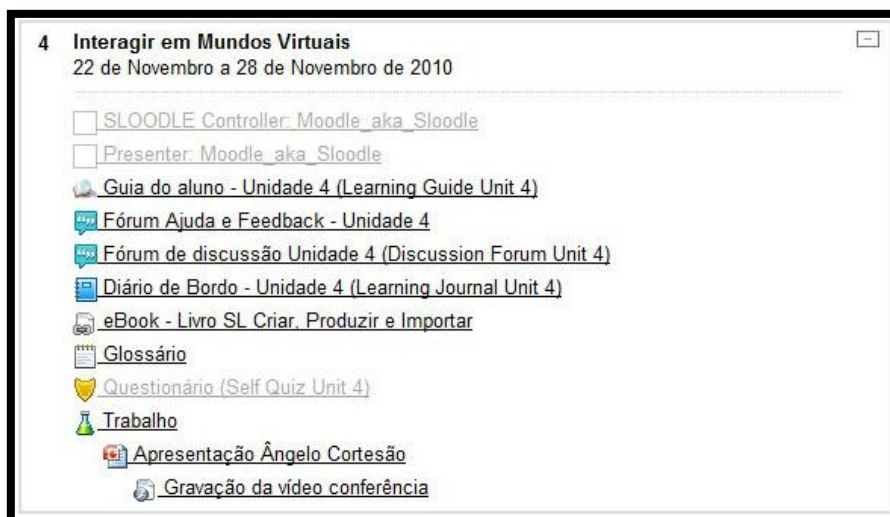 4 Interagir em Mundos Virtuais
22 de Novembro a 28 de Novembro de 2010
SLOODLE Controller: Moodle_aka_Sloodle
Presenter: Moodle_aka_Sloodle
Guia do aluno - Unidade 4 (Learning Guide Unit 4)
Fórum Ajuda e Feedback - Unidade 4
Fórum de discussão Unidade 4 (Discussion Forum Unit 4)
Diário de Bordo - Unidade 4 (Learning Journal Unit 4)
eBook - Livro SL Criar, Produzir e Importar
Glossário
Questionário (Self Quiz Unit 4)
Trabalho
Apresentação Ângelo Cortesão
Gravação da vídeo conferência